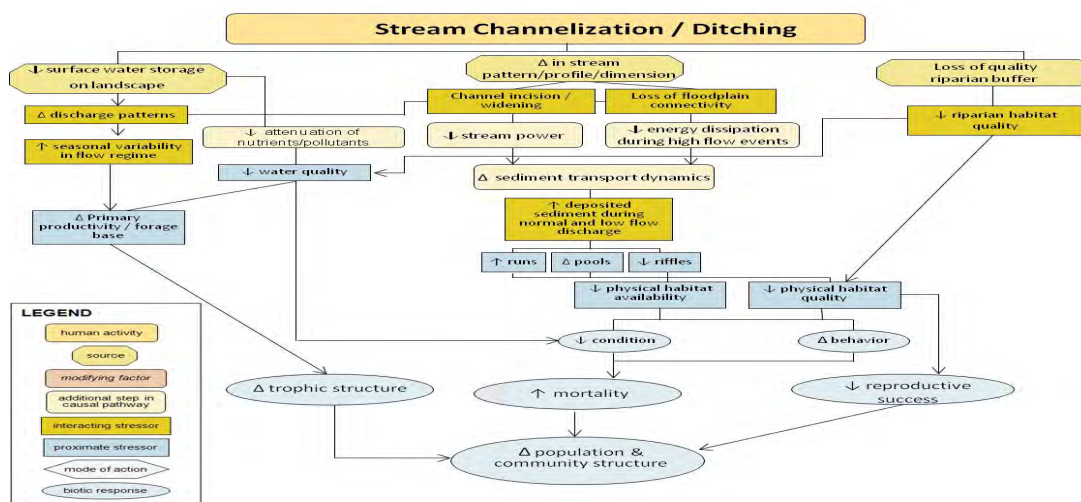 Stream Channelization / Ditching
↓ surface water storage
on landscape
Δ in stream
pattern/profile/dimension
Loss of quality
riparian buffer
Δ discharge patterns
Channel incision /
widening
Loss of floodplain
connectivity
↓ riparian habitat
quality
↑ seasonal variability
in flow regime
↓ attenuation of
nutrients/pollutants
↓ stream power
↓ energy dissipation
during high flow events
↓ water quality
Δ sediment transport dynamics
Δ Primary
productivity / forage
base
↑ deposited
sediment during
normal and low flow
discharge
↑ runs
Δ pools
↓ riffles
↓ physical habitat
availability
↓ physical habitat
quality
↓ condition
Δ behavior
Δ trophic structure
↑ mortality
↓ reproductive
success
Δ population &
community structure
LEGEND
human activity
source
modifying factor
additional step in
causal pathway
interacting stressor
proximate stressor
mode of action
biotic response